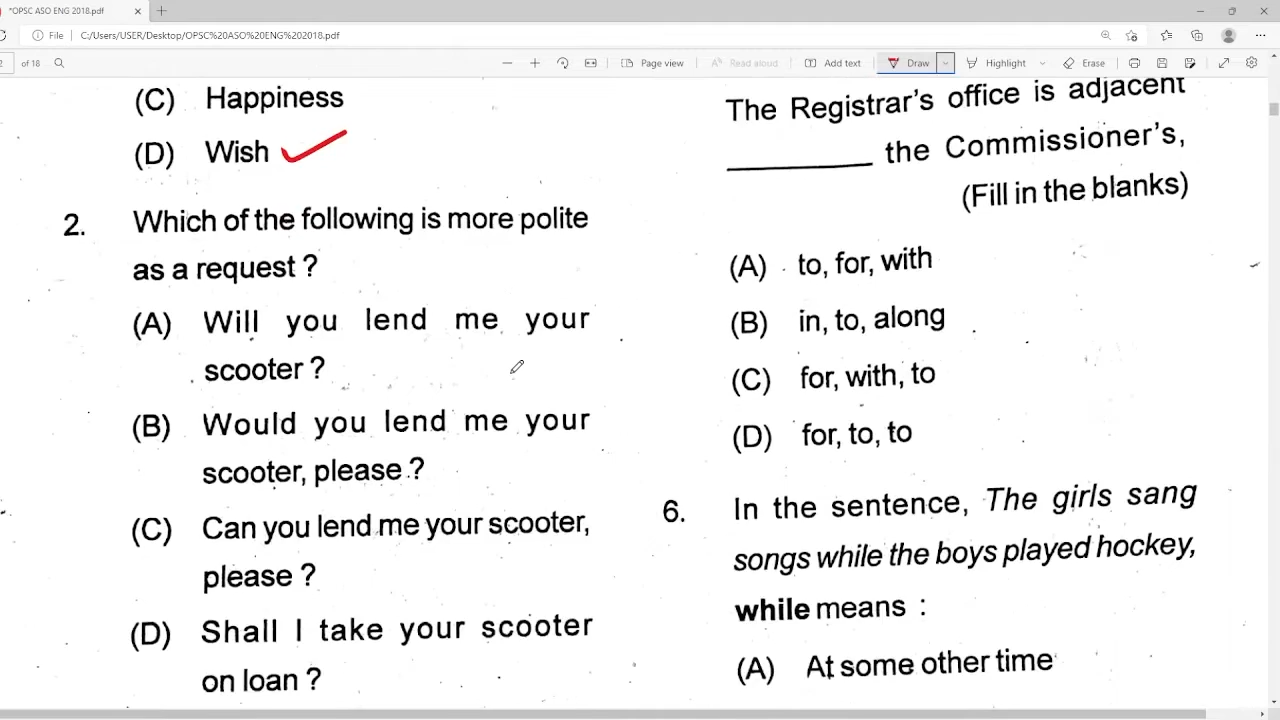 *OPSC ASO ENG 2018.pdf
File
C:/Users/USER/Desktop/OPSC%20ASO%20ENG%202018.pdf
2
of 18
Page view
Read aloud
Add text
Draw
Highlight
Erase
(C) Happiness
(D) Wish
2. Which of the following is more polite
as a request ?
(A) Will you lend me your
scooter ?
(B) Would you lend me your
scooter, please ?
(C) Can you lend me your scooter,
please ?
(D) Shall I take your scooter
on loan ?
The Registrar's office is adjacent
________ the Commissioner's,
(Fill in the blanks)
(A) to, for, with
(B) in, to, along
(C) for, with, to
(D) for, to, to
6. In the sentence, The girls sang
songs while the boys played hockey,
while means :
(A) At some other time